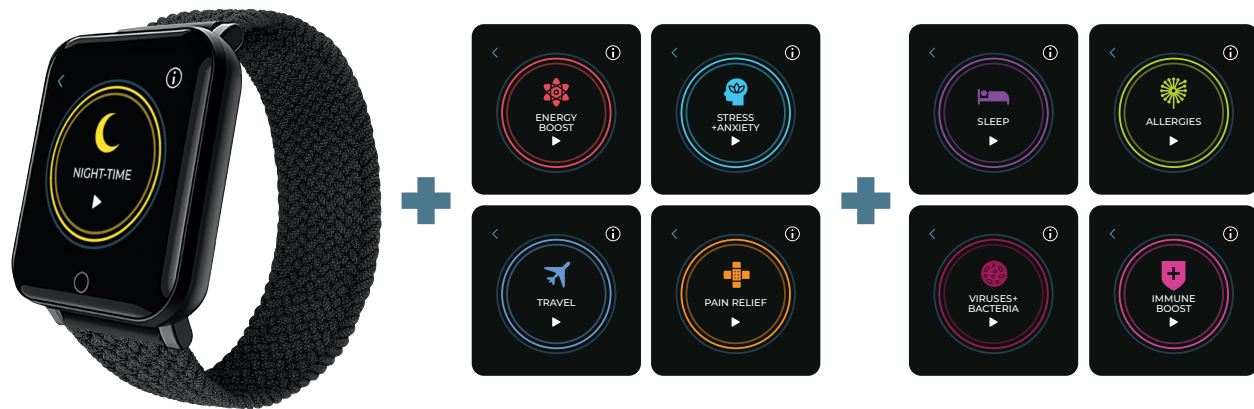 NIGHT-TIME
ENERGY
BOOST
STRESS
+ANXIETY
TRAVEL
PAIN RELIEF
SLEEP
ALLERGIES
VIRUSES+
BACTERIA
IMMUNE
BOOST